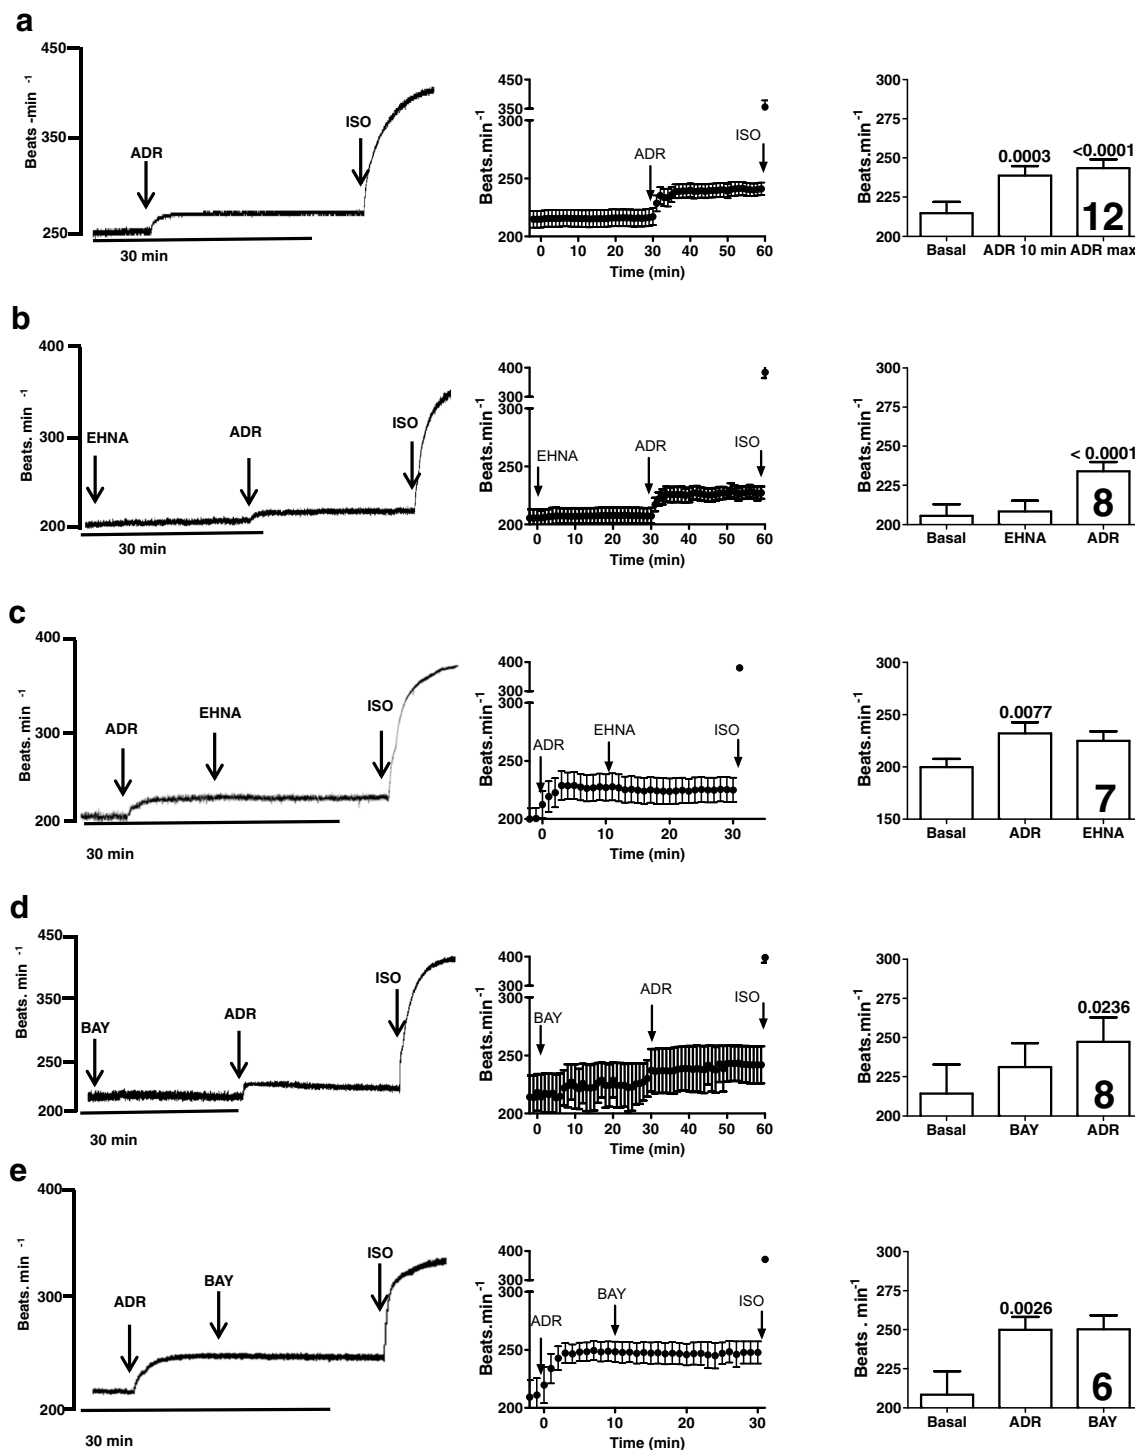 a
450
350
250
Beats -min -1
ADR
ISO
30 min
450
350
300
250
200
Beats.min-1
ADR
ISO
0 10 20 30 40 50 60
Time (min)
300
275
250
225
200
Beats.min-1
0.0003
<0.0001
12
Basal ADR 10 min ADR max
b
400
300
200
Beats. min -1
EHNA
ADR
ISO
30 min
400
300
300
250
200
Beats.min-1
EHNA
ADR
ISO
0 10 20 30 40 50 60
Time (min)
300
275
250
225
200
Beats.min-1
< 0.0001
8
Basal EHNA ADR
c
400
300
200
Beats. min -1
ADR
EHNA
ISO
30 min
400
300
300
250
200
Beats.min-1
ADR
EHNA
ISO
0 10 20 30
Time (min)
300
250
200
150
Beats.min-1
0.0077
7
Basal ADR EHNA
d
450
350
250
200
Beats. min -1
BAY
ADR
ISO
30 min
400
300
300
250
200
Beats.min-1
BAY
ADR
ISO
0 10 20 30 40 50 60
Time (min)
300
275
250
225
200
Beats.min-1
0.0236
8
Basal BAY ADR
e
400
300
200
Beats. min -1
ADR
BAY
ISO
30 min
400
300
300
250
200
Beats.min-1
ADR
BAY
ISO
0 10 20 30
Time (min)
300
275
250
225
200
Beats . min-1
0.0026
6
Basal ADR BAY